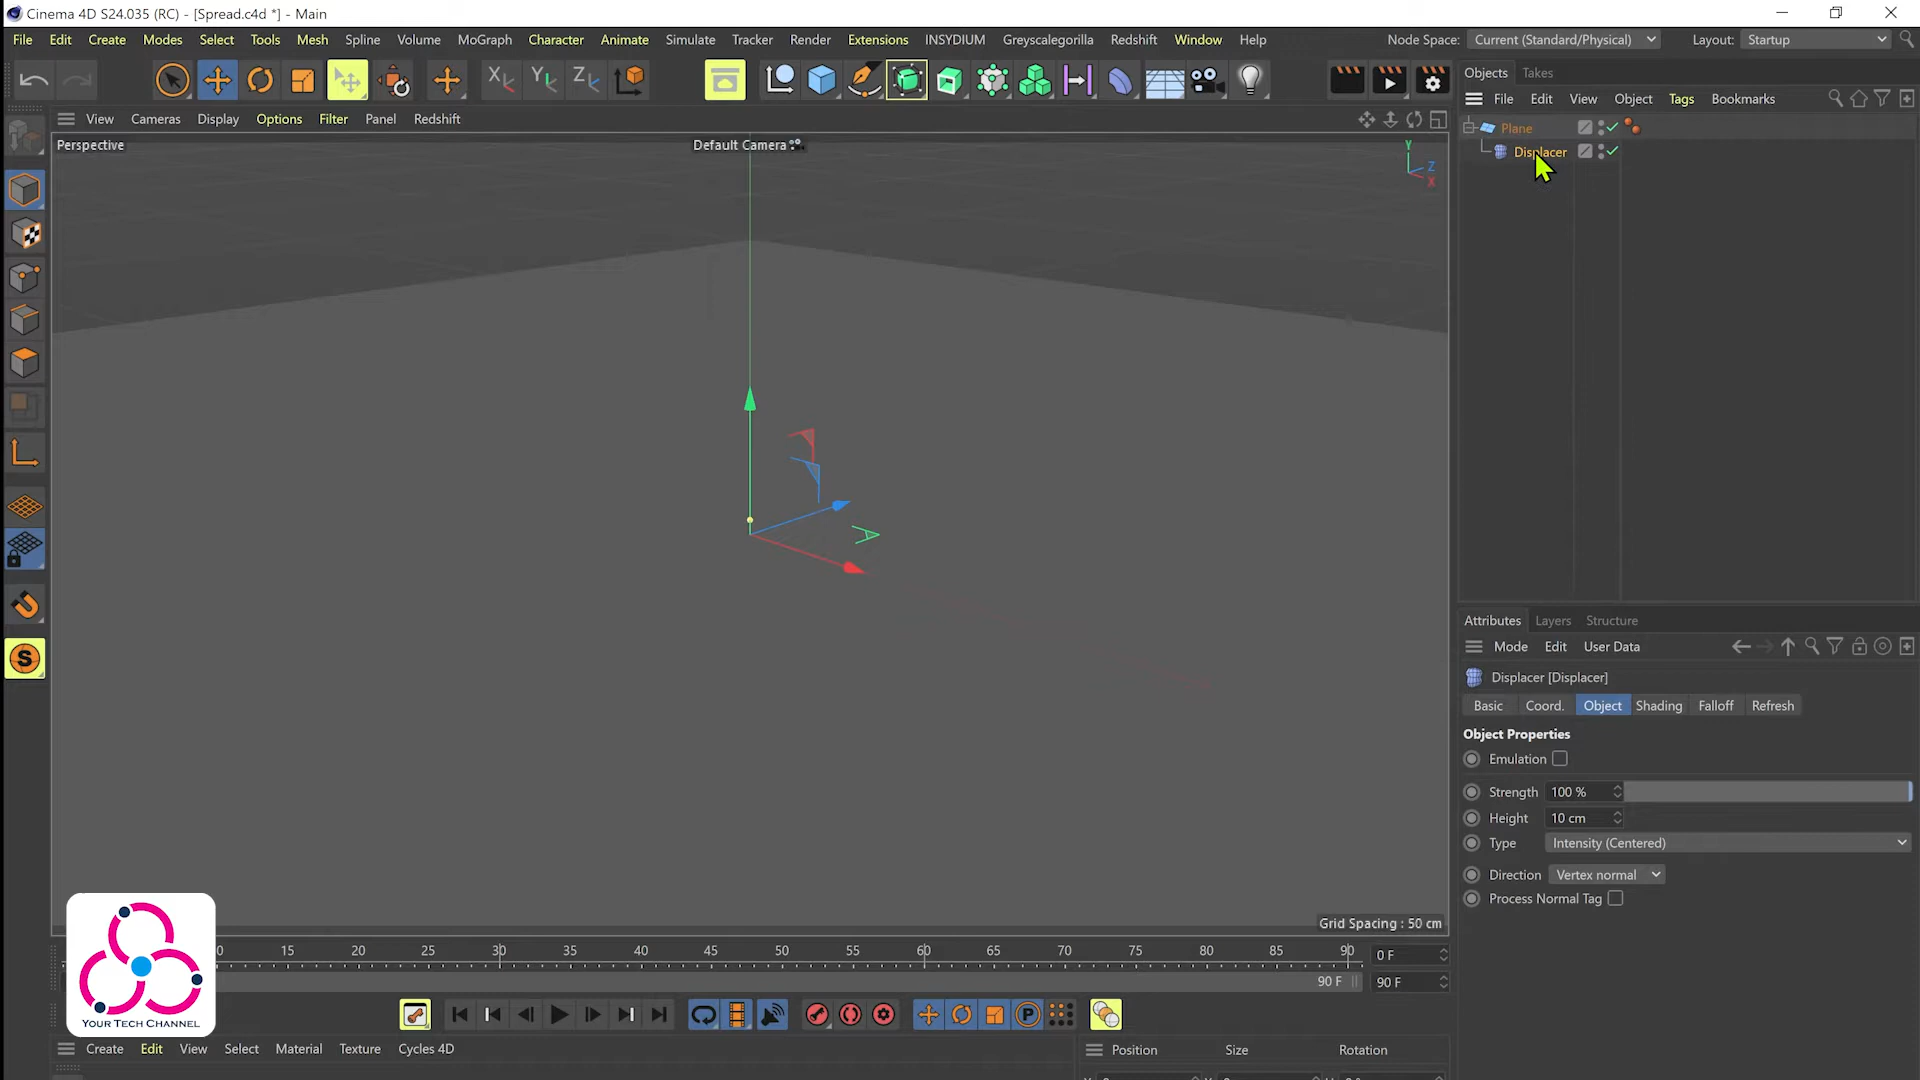 Cinema 4D S24.035 (RC) - [Spread.c4d *] - Main
File Edit Create Modes Select Tools Mesh Spline Volume MoGraph Character Animate Simulate Tracker Render Extensions INSYDIUM Greyscalegorilla Redshift Window Help Node Space: Current (Standard/Physical) Layout: Startup
X Y Z
Objects Takes
File Edit View Object Tags Bookmarks
Plane
Displacer
View Cameras Display Options Filter Panel Redshift
Perspective
Default Camera
Y
Z
X
Grid Spacing : 50 cm
Attributes Layers Structure
Mode Edit User Data
Displacer [Displacer]
Basic Coord. Object Shading Falloff Refresh
Object Properties
Emulation
Strength 100 %
Height 10 cm
Type Intensity (Centered)
Direction Vertex normal
Process Normal Tag
S
15 20 25 30 35 40 45 50 55 60 65 70 75 80 85 90
0 F
90 F
90 F
P
YOUR TECH CHANNEL
Create Edit View Select Material Texture Cycles 4D
Position Size Rotation